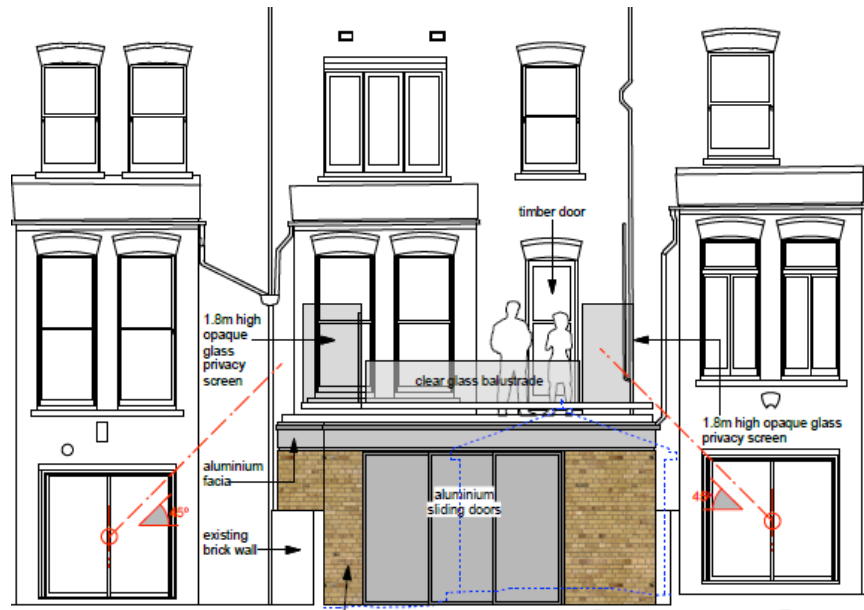 timber door
1.8m high
opaque
glass
privacy
screen
clear glass balustrade
1.8m high opaque glass
privacy screen
aluminium
facia
aluminium
sliding doors
45°
45°
existing
brick wall